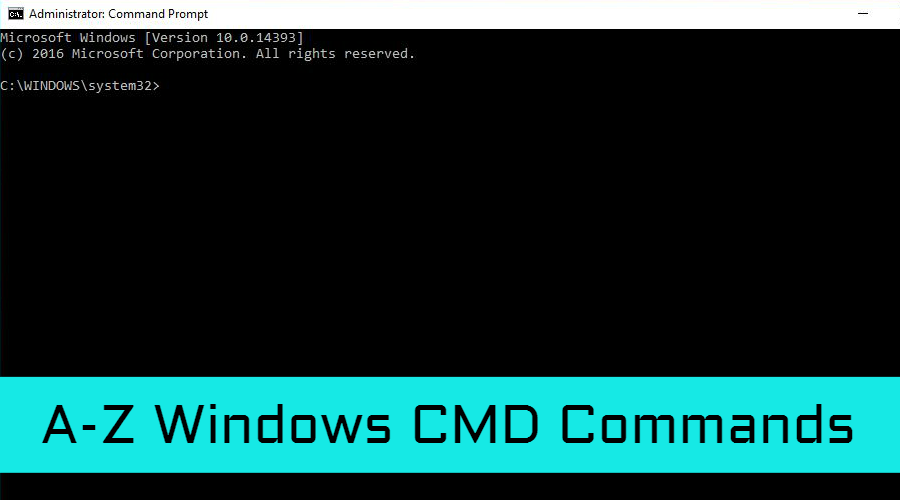 Administrator: Command Prompt
Microsoft Windows [Version 10.0.14393]
(c) 2016 Microsoft Corporation. All rights reserved.
C:\WINDOWS\system32>
A-Z Windows CMD Commands